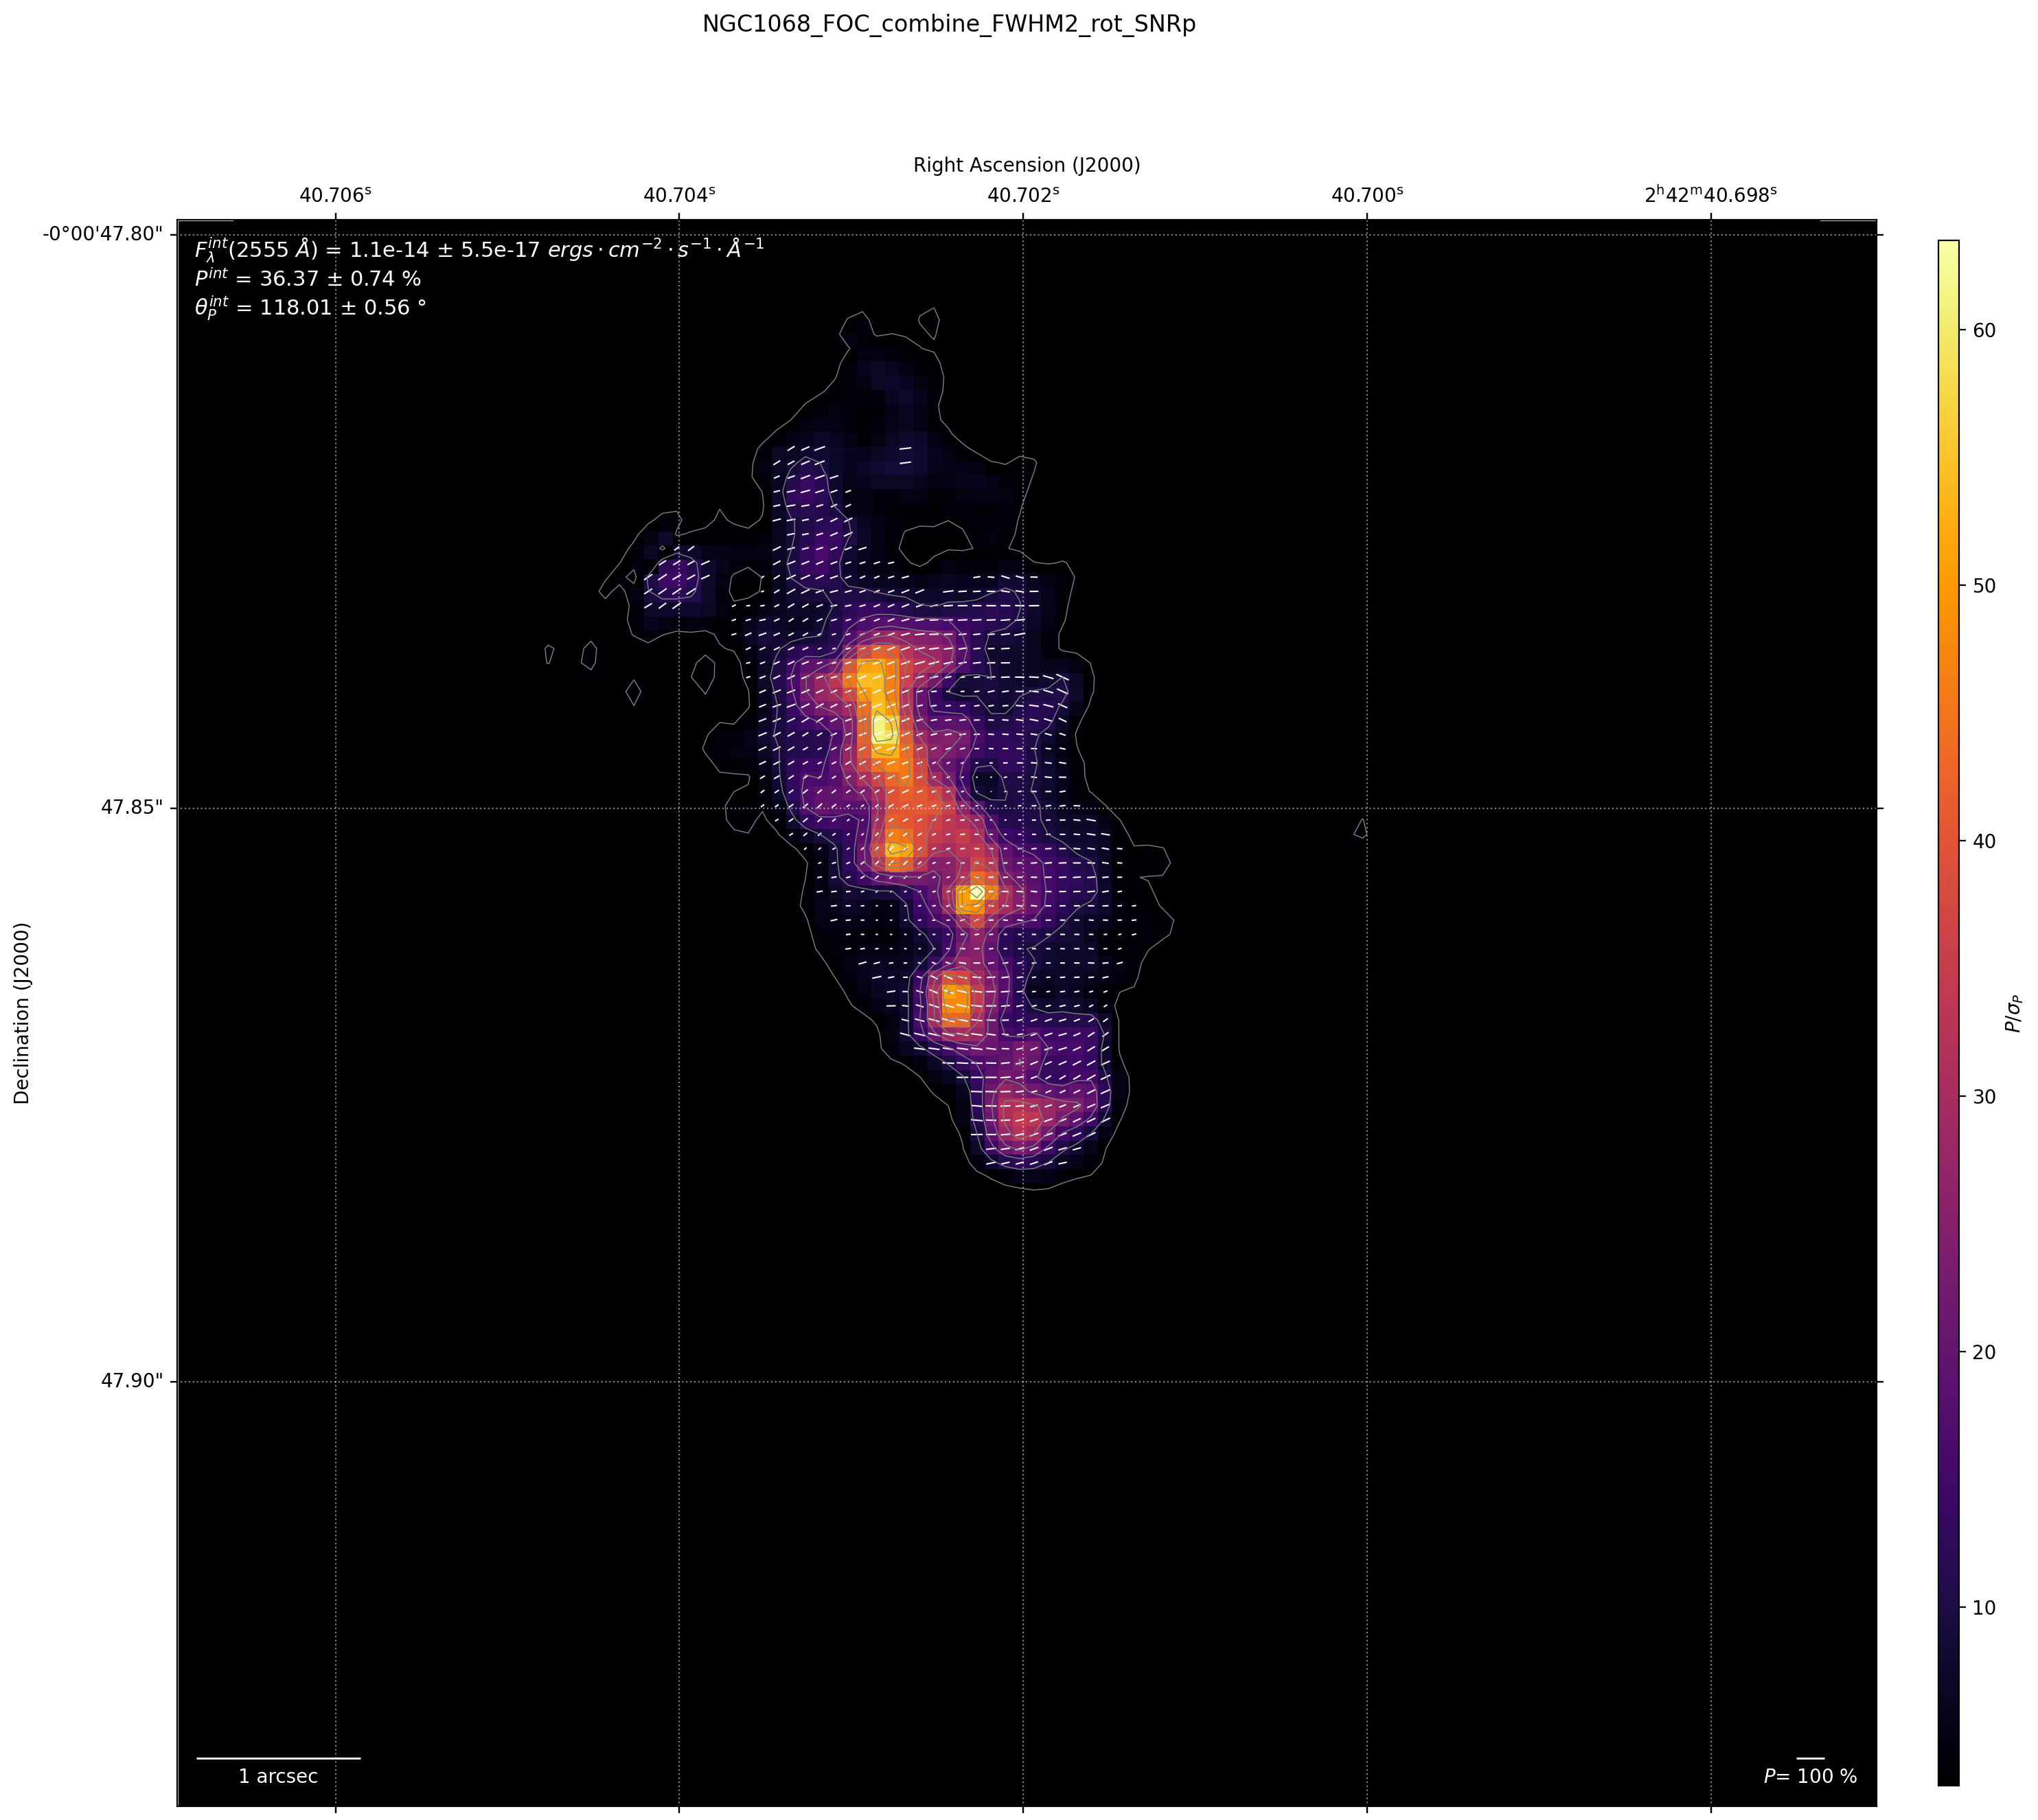 NGC1068_FOC_combine_FWHM2_rot_SNRp
Right Ascension (J2000)
40.706ˢ 40.704ˢ 40.702ˢ 40.700ˢ 2ʰ42ᵐ40.698ˢ
-0°00'47.80"
F_λ^int(2555 Å) = 1.1e-14 ± 5.5e-17 ergs · cm⁻² · s⁻¹ · Å⁻¹
P^int = 36.37 ± 0.74 %
θ_P^int = 118.01 ± 0.56 °
47.85"
47.90"
Declination (J2000)
1 arcsec
P= 100 %
60
50
40
30
20
10
P/σ_P